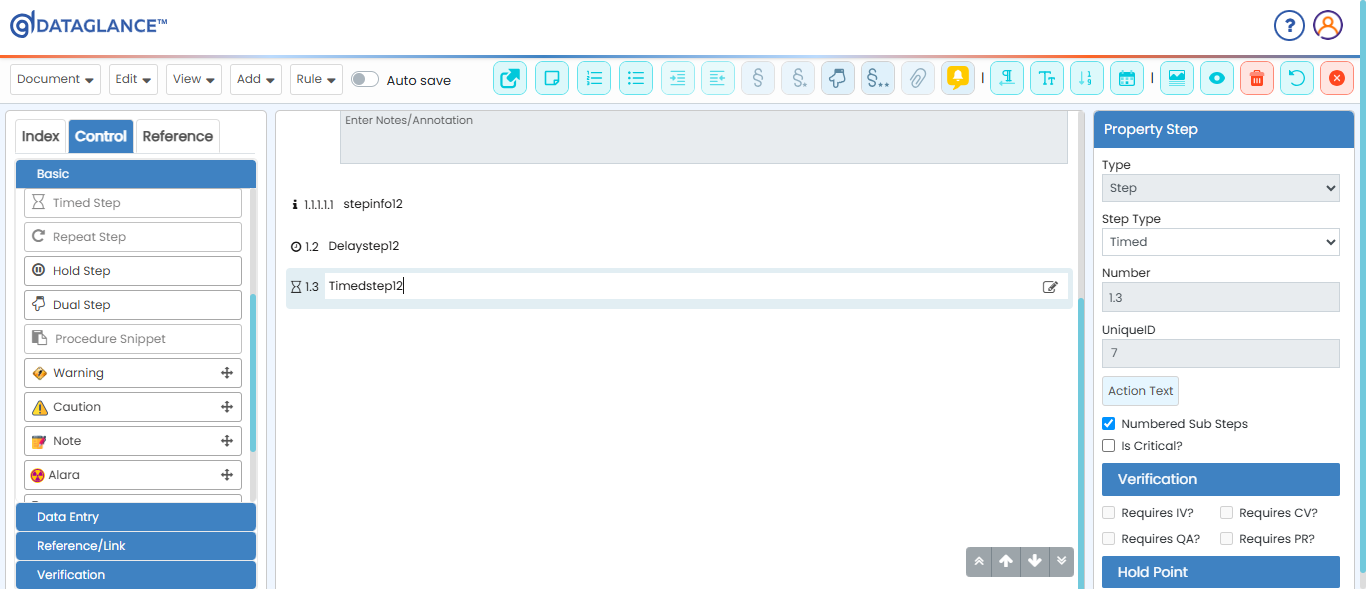 DATAGLANCE™
?
Document Edit View Add Rule Auto save
Index Control Reference
Basic
Timed Step
Repeat Step
Hold Step
Dual Step
Procedure Snippet
Warning
Caution
Note
Alara
Data Entry
Reference/Link
Verification
Enter Notes/Annotation
1.1.1.1.1 stepinfo12
1.2 Delaystep12
1.3 Timedstep12
Property Step
Type
Step
Step Type
Timed
Number
1.3
UniqueID
7
Action Text
Numbered Sub Steps
Is Critical?
Verification
Requires IV? Requires CV?
Requires QA? Requires PR?
Hold Point